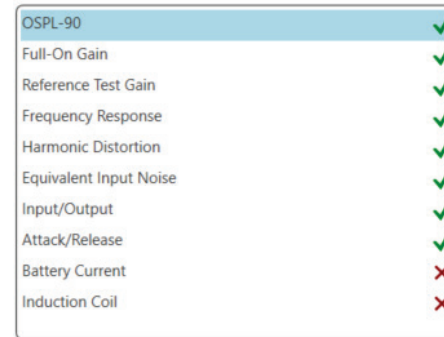 OSPL-90
Full-On Gain
Reference Test Gain
Frequency Response
Harmonic Distortion
Equivalent Input Noise
Input/Output
Attack/Release
Battery Current
Induction Coil